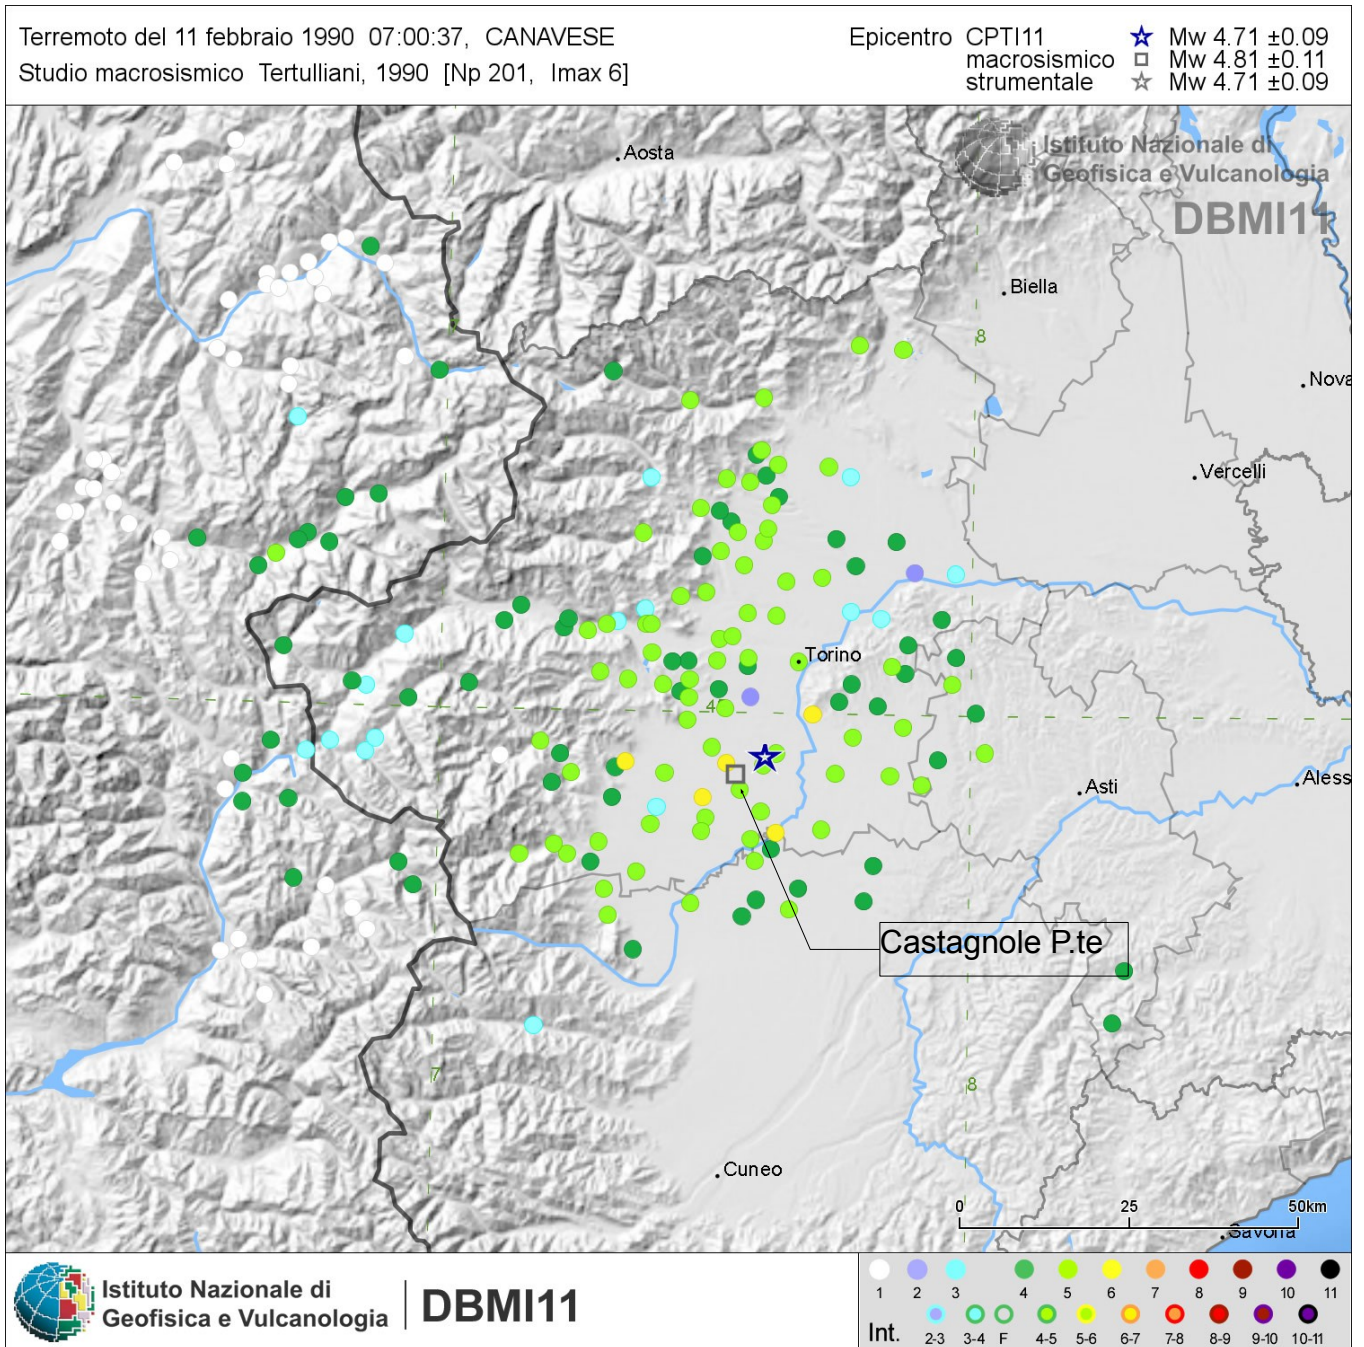 Terremoto del 11 febbraio 1990 07:00:37, CANAVESE
Studio macrosismico Tertulliani, 1990 [Np 201, Imax 6]
Epicentro CPTI11 Mw 4.71 ±0.09
macrosismico Mw 4.81 ±0.11
strumentale Mw 4.71 ±0.09
Istituto Nazionale di
Geofisica e Vulcanologia
DBMI11
Aosta
Biella
8
Nova
Vercelli
Torino
4
Asti
Aless
Castagnole P.te
7
8
Cuneo
0 25 50km
Savona
Istituto Nazionale di
Geofisica e Vulcanologia
DBMI11
1 2 3 4 5 6 7 8 9 10 11
Int. 2-3 3-4 F 4-5 5-6 6-7 7-8 8-9 9-10 10-11